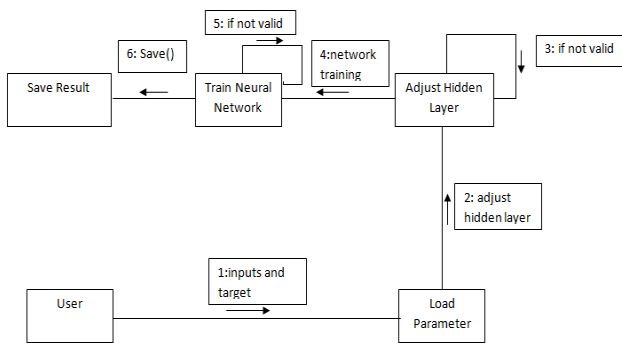 5: if not valid
6: Save()
4:network
training
3: if not valid
Save Result
Train Neural
Network
Adjust Hidden
Layer
2: adjust
hidden layer
1:inputs and
target
User
Load
Parameter